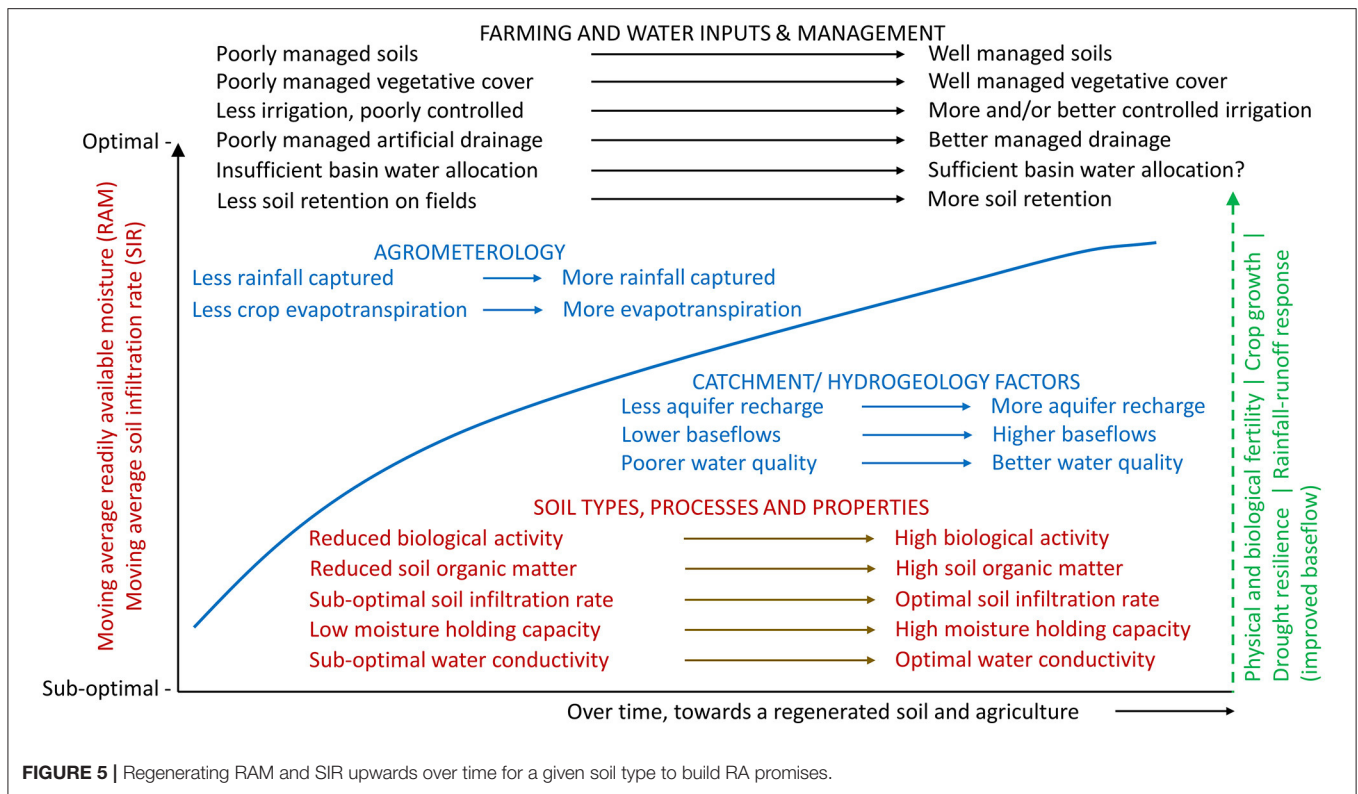 FARMING AND WATER INPUTS & MANAGEMENT
Poorly managed soils Well managed soils
Poorly managed vegetative cover Well managed vegetative cover
Less irrigation, poorly controlled More and/or better controlled irrigation
Optimal - Poorly managed artificial drainage Better managed drainage
Insufficient basin water allocation Sufficient basin water allocation?
Less soil retention on fields More soil retention
Moving average readily available moisture (RAM)
Moving average soil infiltration rate (SIR)
AGROMETEROLOGY
Less rainfall captured More rainfall captured
Less crop evapotranspiration More evapotranspiration
CATCHMENT/ HYDROGEOLOGY FACTORS
Less aquifer recharge More aquifer recharge
Lower baseflows Higher baseflows
Poorer water quality Better water quality
SOIL TYPES, PROCESSES AND PROPERTIES
Reduced biological activity High biological activity
Reduced soil organic matter High soil organic matter
Sub-optimal soil infiltration rate Optimal soil infiltration rate
Low moisture holding capacity High moisture holding capacity
Sub-optimal water conductivity Optimal water conductivity
Physical and biological fertility | Crop growth |
Drought resilience | Rainfall-runoff response
(improved baseflow)
Sub-optimal -
Over time, towards a regenerated soil and agriculture
FIGURE 5 | Regenerating RAM and SIR upwards over time for a given soil type to build RA promises.